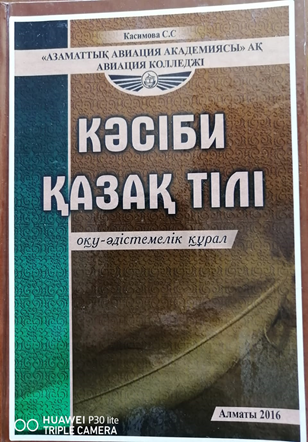 Касимова С.С
«АЗАМАТТЫҚ АВИАЦИЯ АКАДЕМИЯСЫ» АҚ
АВИАЦИЯ КОЛЛЕДЖІ
КӘСІБИ
ҚАЗАҚ ТІЛІ
оқу-әдістемелік құрал
Алматы 2016
HUAWEI P30 lite
TRIPLE CAMERA